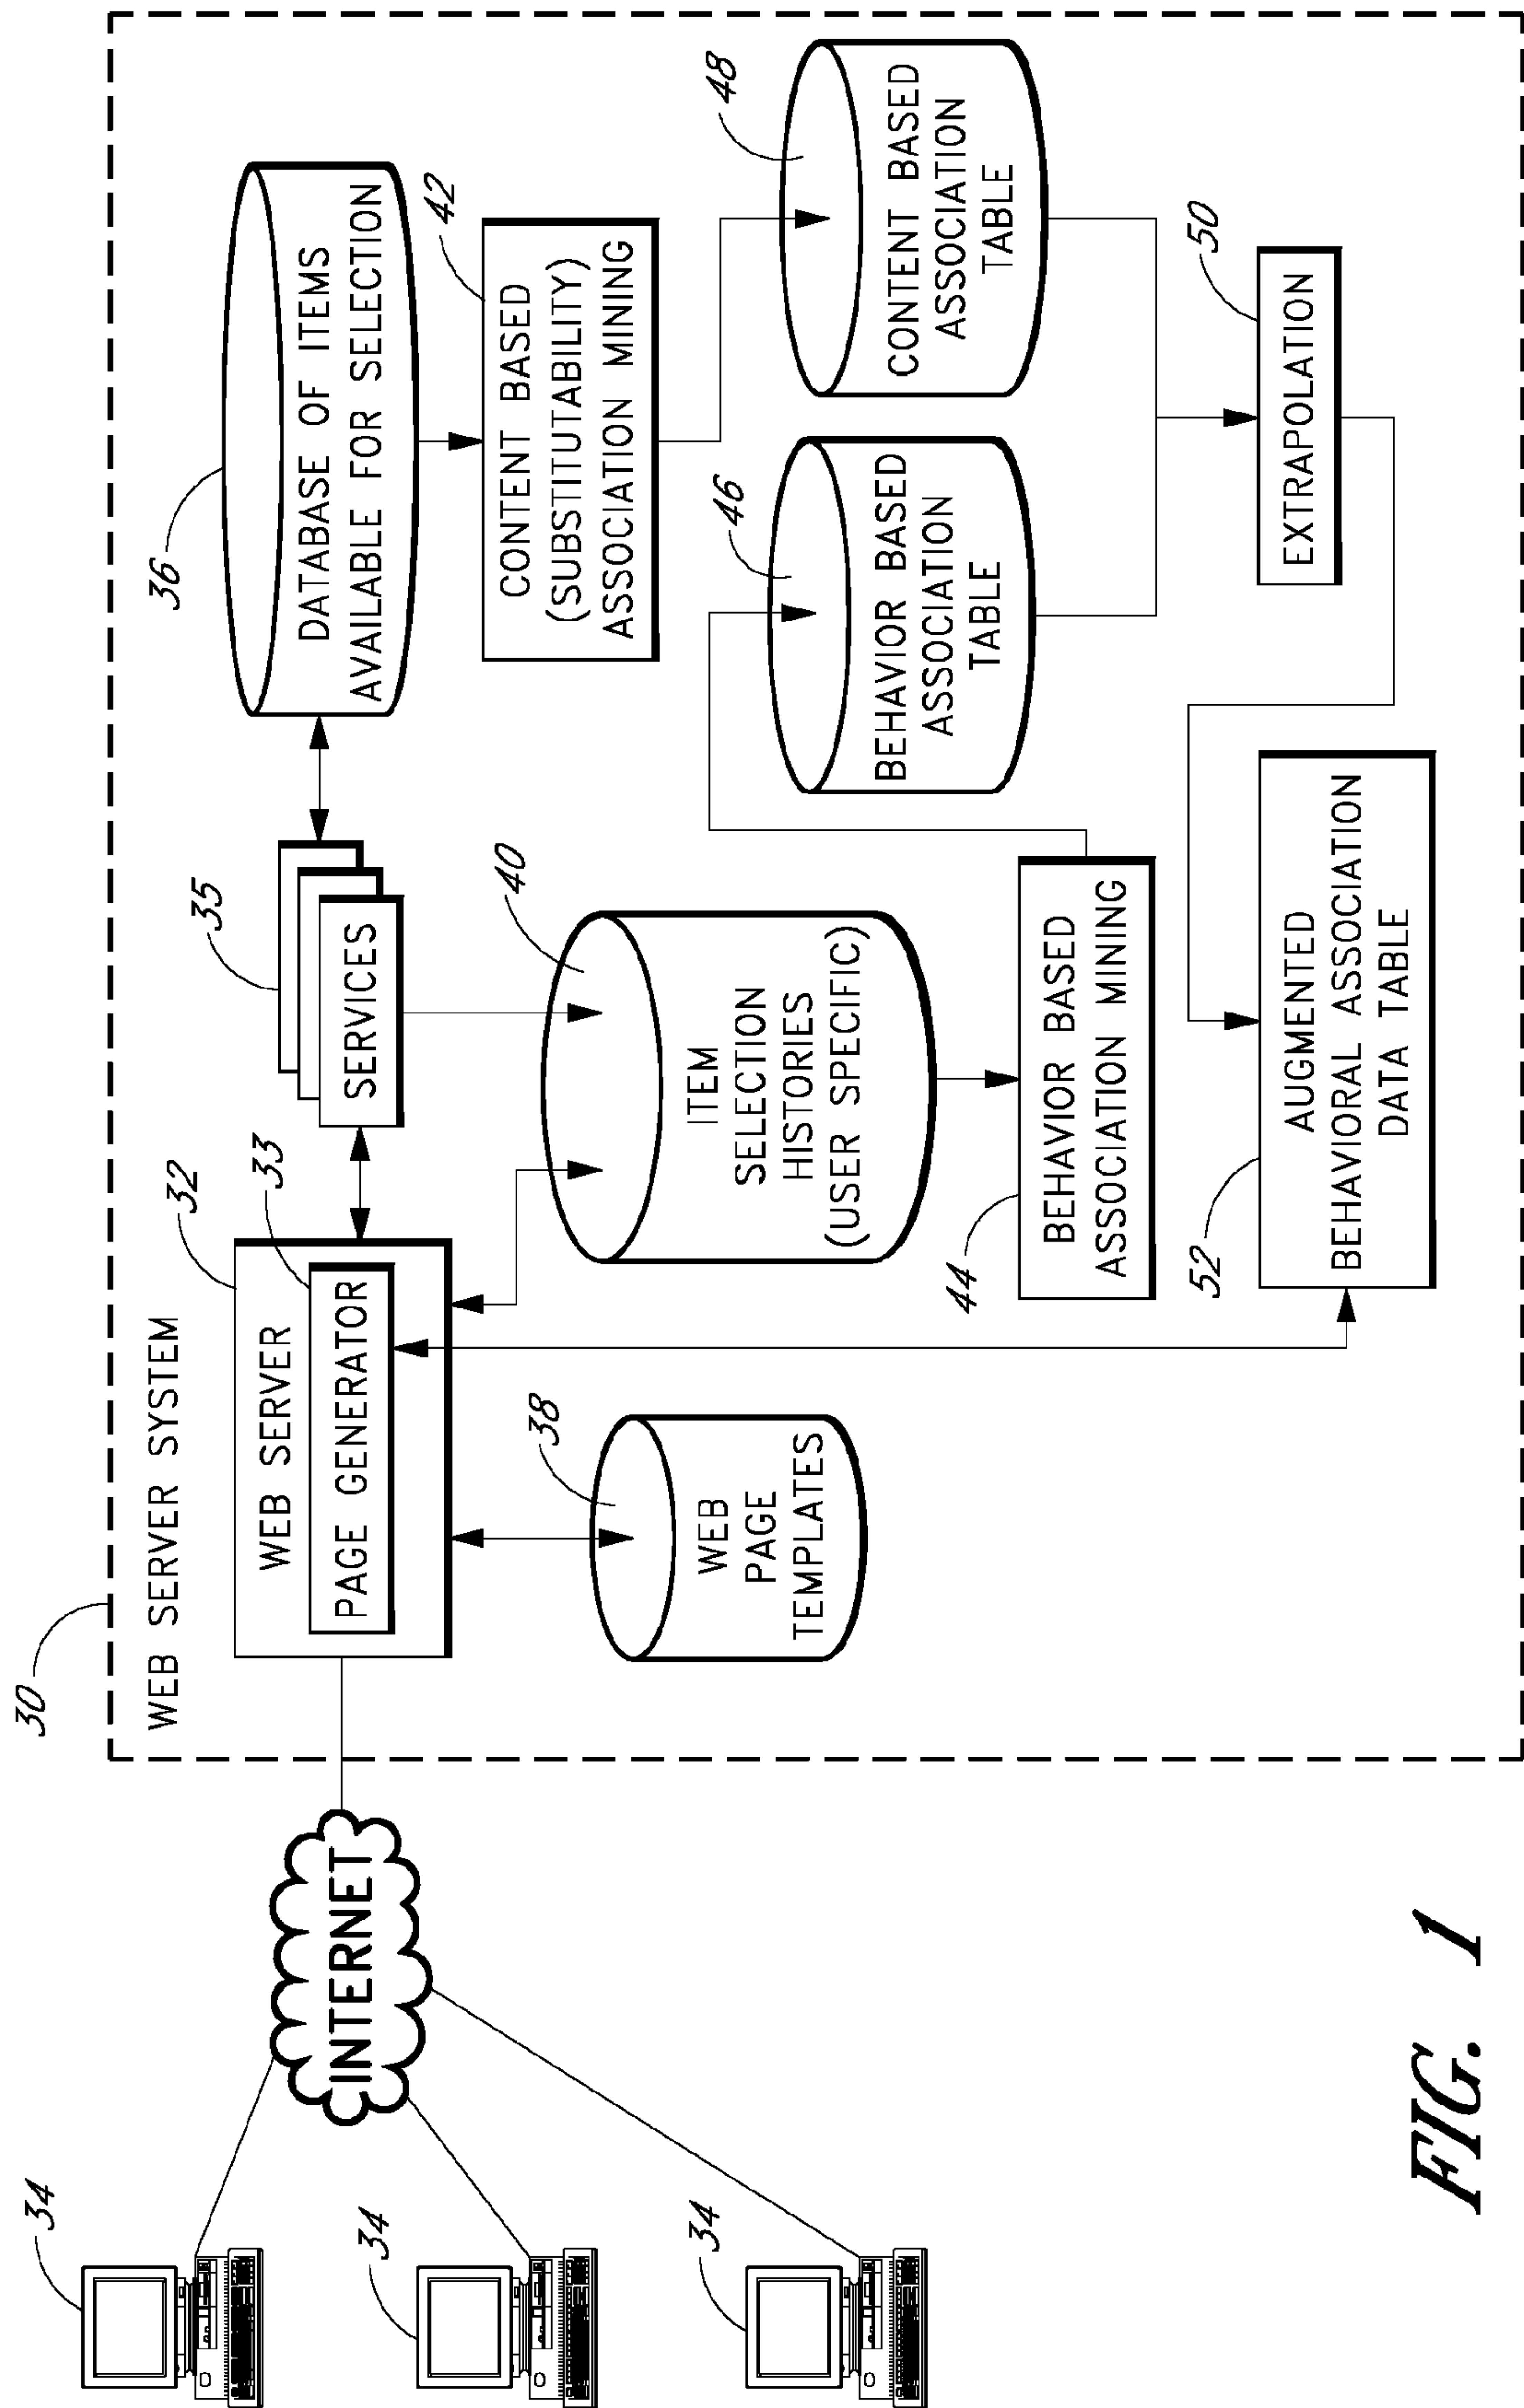 30
WEB SERVER SYSTEM
32
WEB SERVER
33
PAGE GENERATOR
35
SERVICES
36
DATABASE OF ITEMS
AVAILABLE FOR SELECTION
34
34
34
INTERNET
38
WEB
PAGE
TEMPLATES
40
ITEM
SELECTION
HISTORIES
(USER SPECIFIC)
42
CONTENT BASED
(SUBSTITUTABILITY)
ASSOCIATION MINING
44
BEHAVIOR BASED
ASSOCIATION MINING
46
BEHAVIOR BASED
ASSOCIATION
TABLE
48
CONTENT BASED
ASSOCIATION
TABLE
50
EXTRAPOLATION
52
AUGMENTED
BEHAVIORAL ASSOCIATION
DATA TABLE
FIG. 1